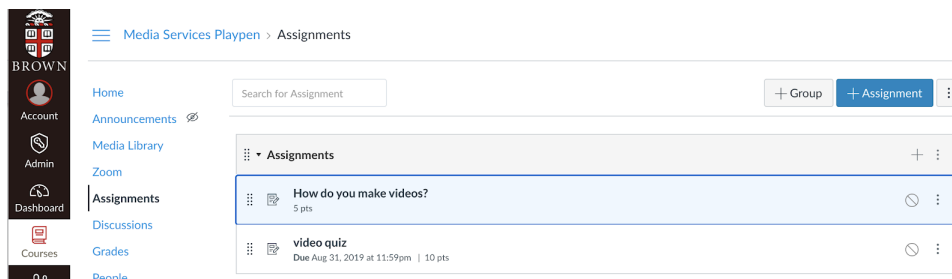 BROWN
Account
Admin
Dashboard
Courses
Media Services Playpen > Assignments
Home
Announcements
Media Library
Zoom
Assignments
Discussions
Grades
People
Search for Assignment
+ Group
+ Assignment
Assignments
How do you make videos?
5 pts
video quiz
Due Aug 31, 2019 at 11:59pm | 10 pts